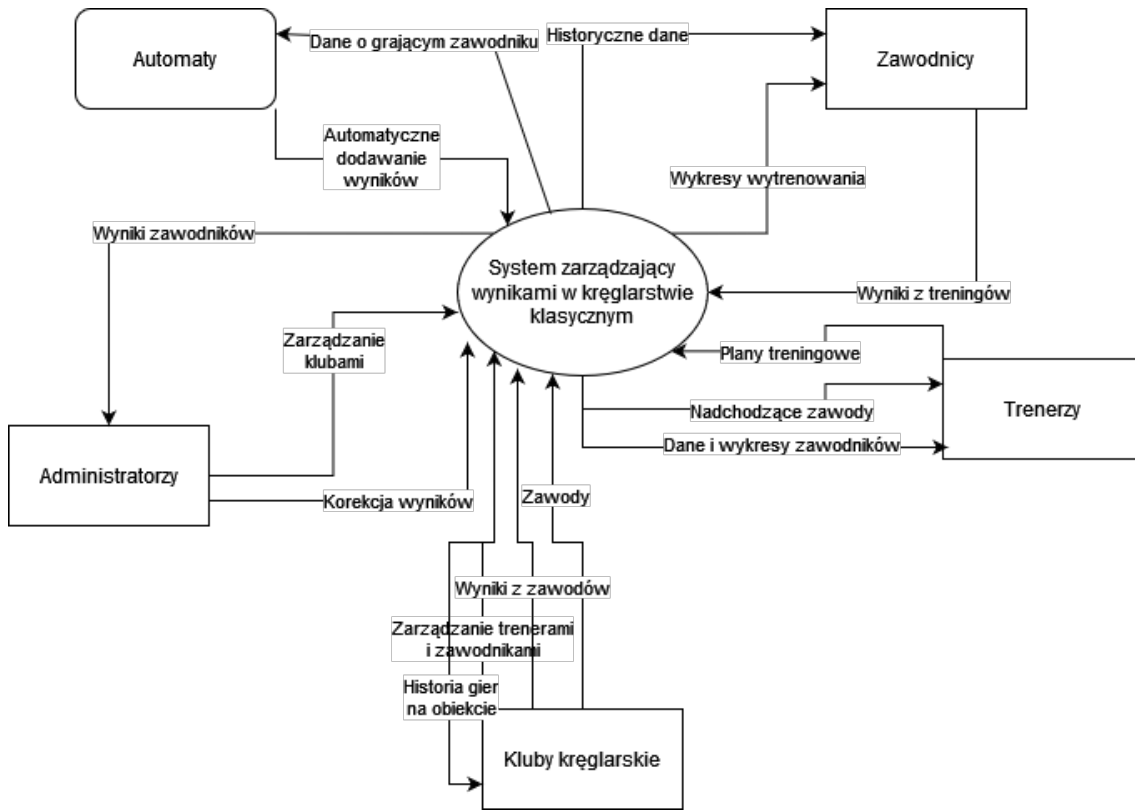 Automaty
Dane o grającym zawodniku
Historyczne dane
Zawodnicy
Automatyczne
dodawanie
wyników
Wykresy wytrenowania
Wyniki zawodników
System zarządzający
wynikami w kręglarstwie
klasycznym
Wyniki z treningów
Zarządzanie
klubami
Plany treningowe
Nadchodzące zawody
Trenerzy
Dane i wykresy zawodników
Administratorzy
Korekcja wyników
Zawody
Wyniki z zawodów
Zarządzanie trenerami
i zawodnikami
Historia gier
na obiekcie
Kluby kręglarskie